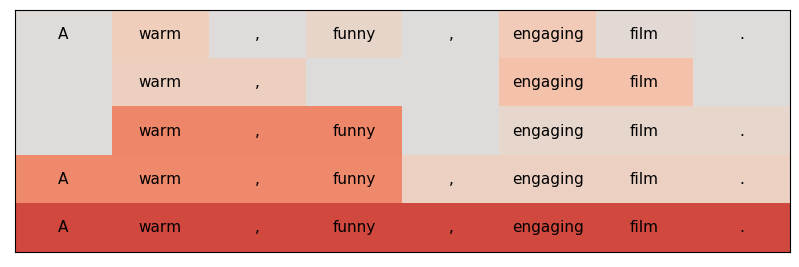 A warm , funny , engaging film .
warm , engaging film
warm , funny engaging film .
A warm , funny , engaging film .
A warm , funny , engaging film .